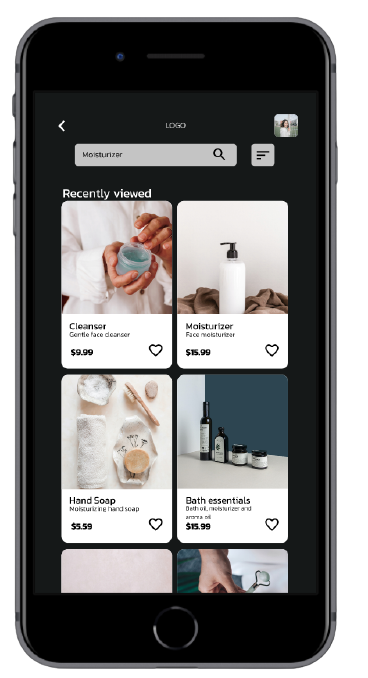 LOGO
Moisturizer
Recently viewed
Cleanser
Gentle face cleanser
$9.99
Moisturizer
Face moisturizer
$15.99
Hand Soap
Moisturizing hand soap
$5.59
Bath essentials
Bath oil, moisturizer and
aroma oil
$15.99